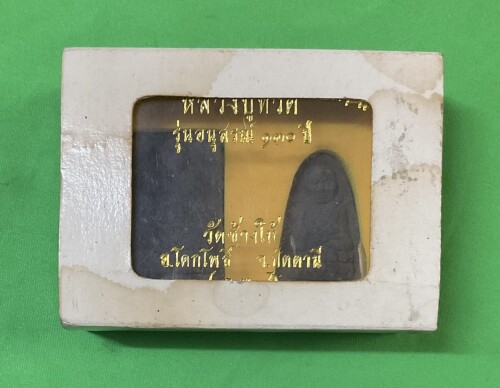 หลวงปู่ทวด
รุ่นอนุสรณ์ ๑๓๐ ปี
วัดช้างให้
อ.โคกโพธิ์ จ.ปัตตานี